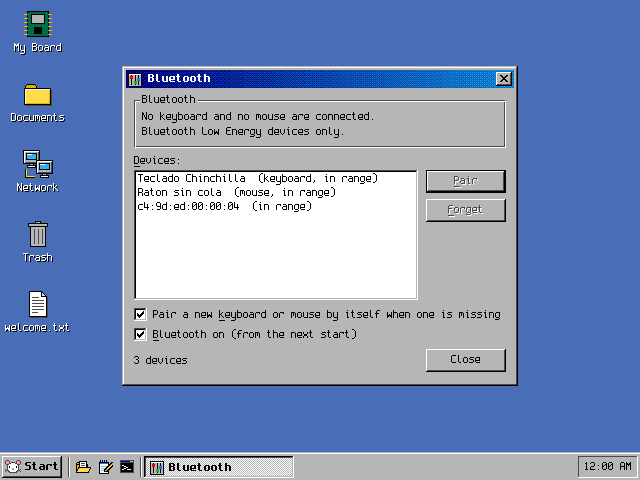 My Board
Documents
Network
Trash
welcome.txt
Bluetooth
Bluetooth
No keyboard and no mouse are connected.
Bluetooth Low Energy devices only.
Devices:
Teclado Chinchilla (keyboard, in range)
Raton sin cola (mouse, in range)
c4:9d:ed:00:00:04 (in range)
Pair
Forget
Pair a new keyboard or mouse by itself when one is missing
Bluetooth on (from the next start)
3 devices
Close
Start
Bluetooth
12:00 AM